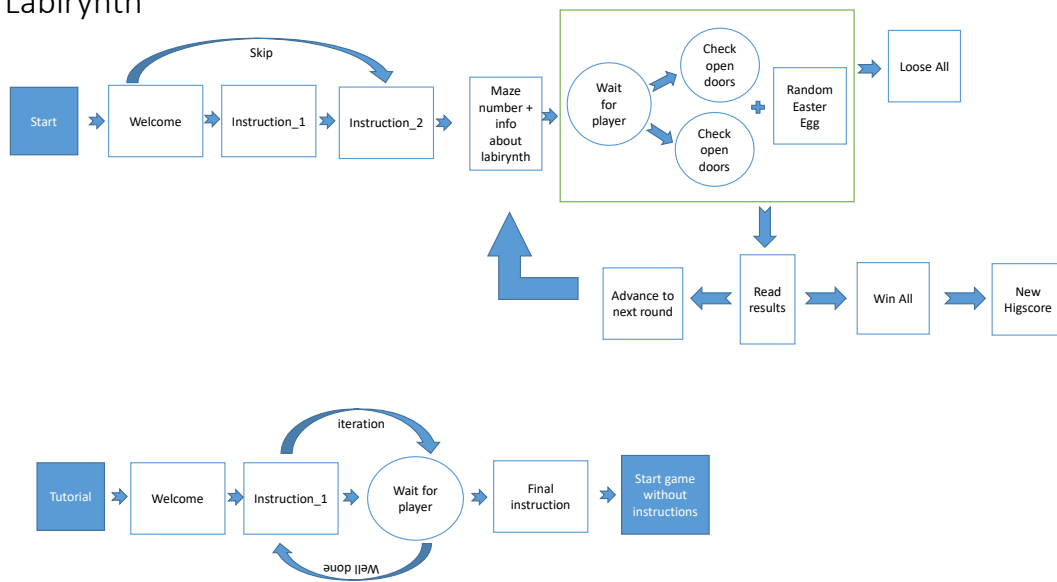 Labirynth
Skip
Start
Welcome
Instruction_1
Instruction_2
Maze
number +
info
about
labirynth
Wait
for
player
Check
open
doors
Check
open
doors
Random
Easter
Egg
Loose All
Advance to
next round
Read
results
Win All
New
Higscore
iteration
Tutorial
Welcome
Instruction_1
Wait for
player
Final
instruction
Start game
without
instructions
Well done